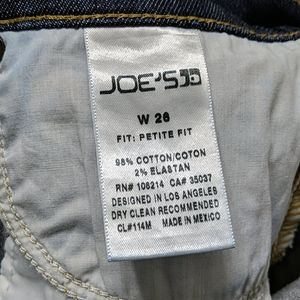 JOE'S
W 26
FIT: PETITE FIT
98% COTTON/COTON
2% ELASTAN
RN# 106214 CA# 35037
DESIGNED IN LOS ANGELES
DRY CLEAN RECOMMENDED
CL#114M MADE IN MEXICO